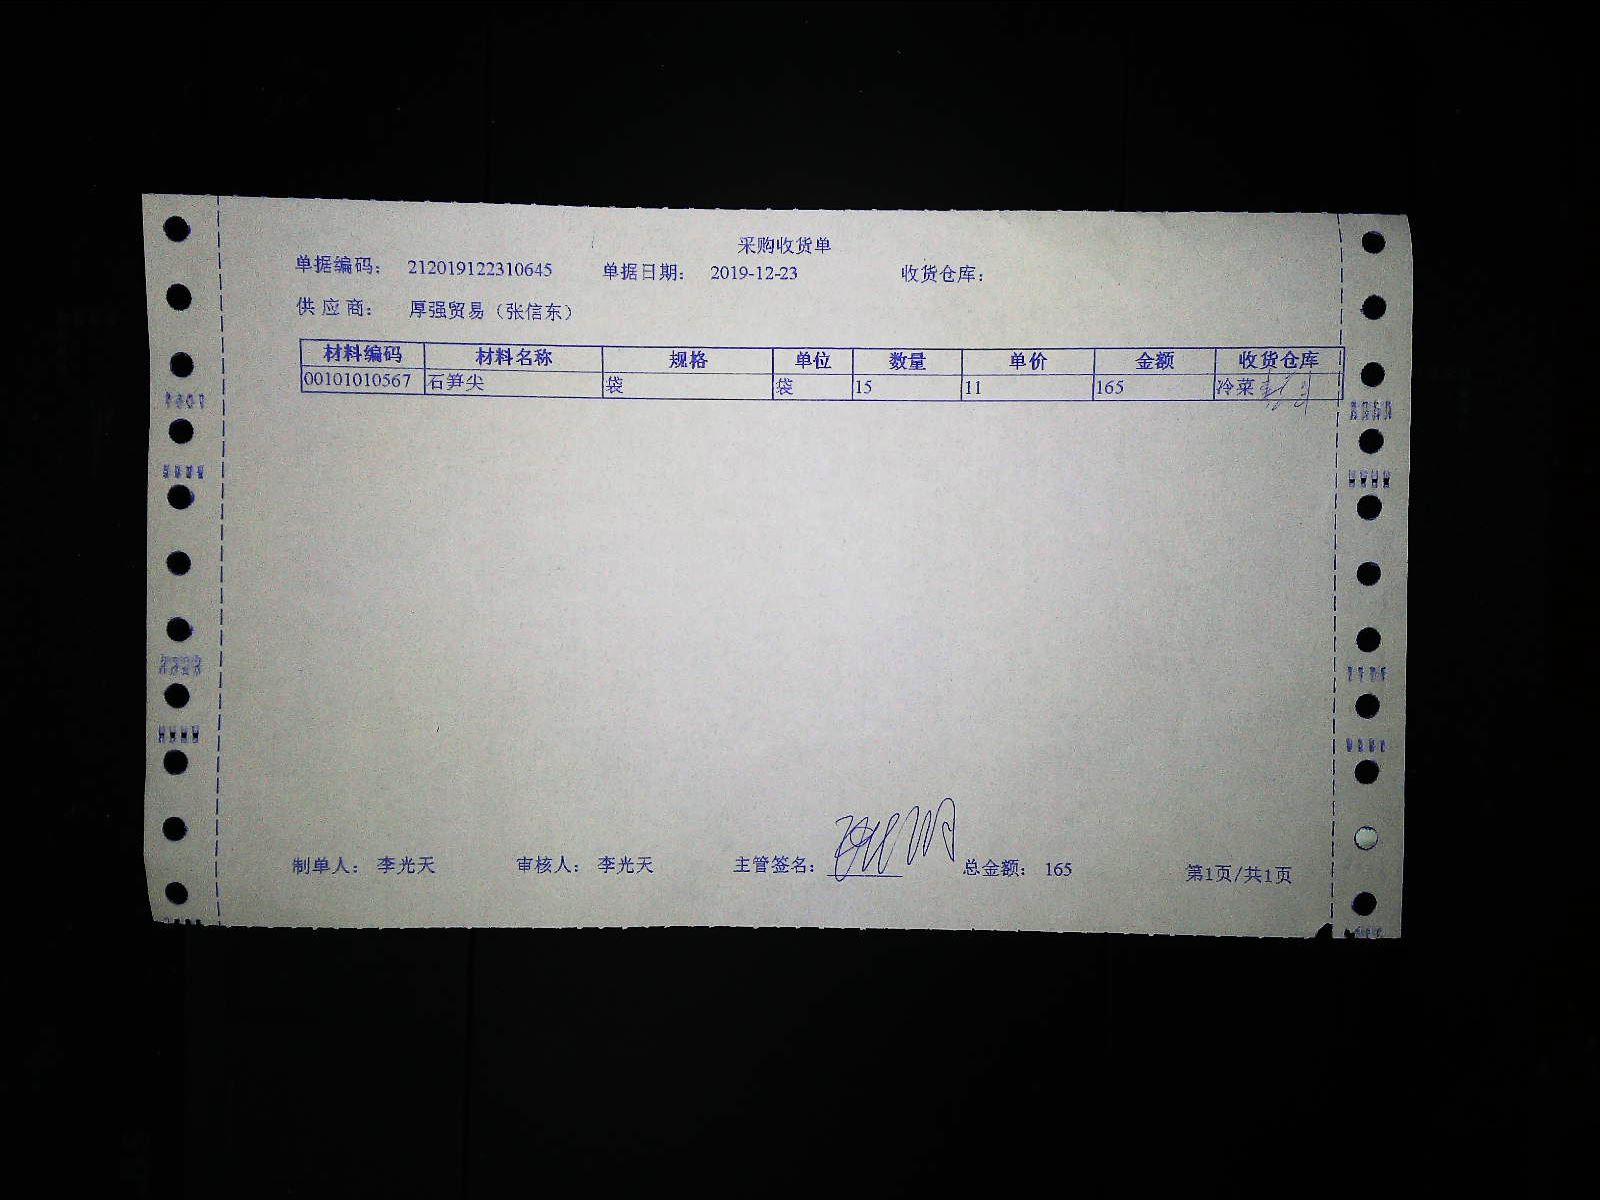 采购收货单
单据编码： 212019122310645 单据日期： 2019-12-23 收货仓库：
供应商： 厚强贸易（张信东）
材料编码 材料名称 规格 单位 数量 单价 金额 收货仓库
00101010567 石笋尖 袋 袋 15 11 165 冷菜
制单人： 李光天 审核人： 李光天 主管签名： 总金额： 165 第1页/共1页